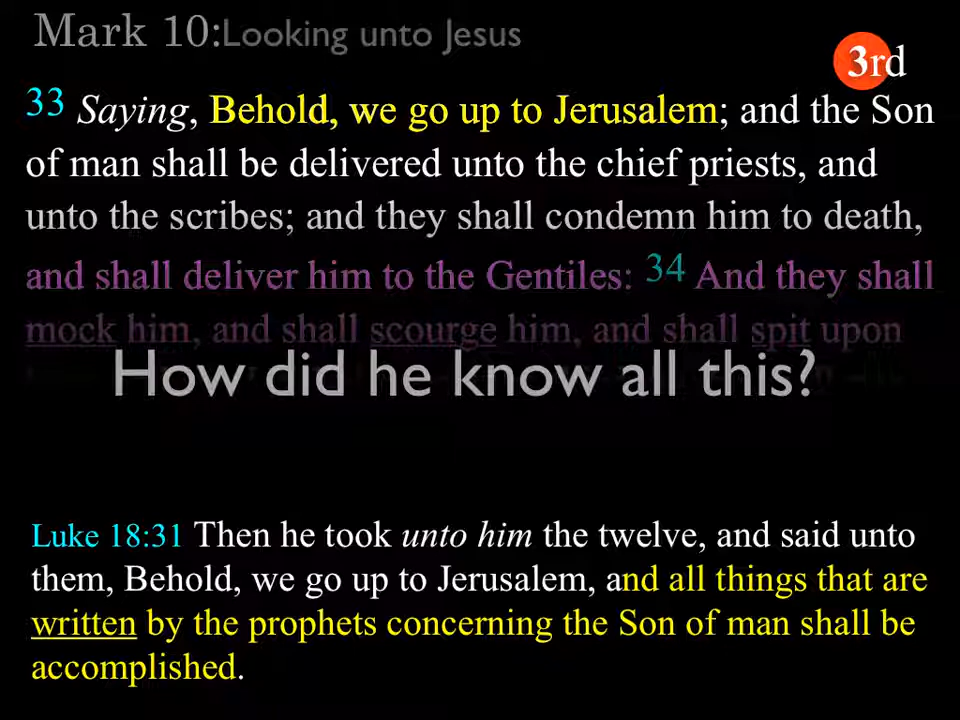 Mark 10:Looking unto Jesus
3rd
33 Saying, Behold, we go up to Jerusalem; and the Son
of man shall be delivered unto the chief priests, and
unto the scribes; and they shall condemn him to death,
and shall deliver him to the Gentiles: 34 And they shall
mock him, and shall scourge him, and shall spit upon
How did he know all this?
Luke 18:31 Then he took unto him the twelve, and said unto
them, Behold, we go up to Jerusalem, and all things that are
written by the prophets concerning the Son of man shall be
accomplished.